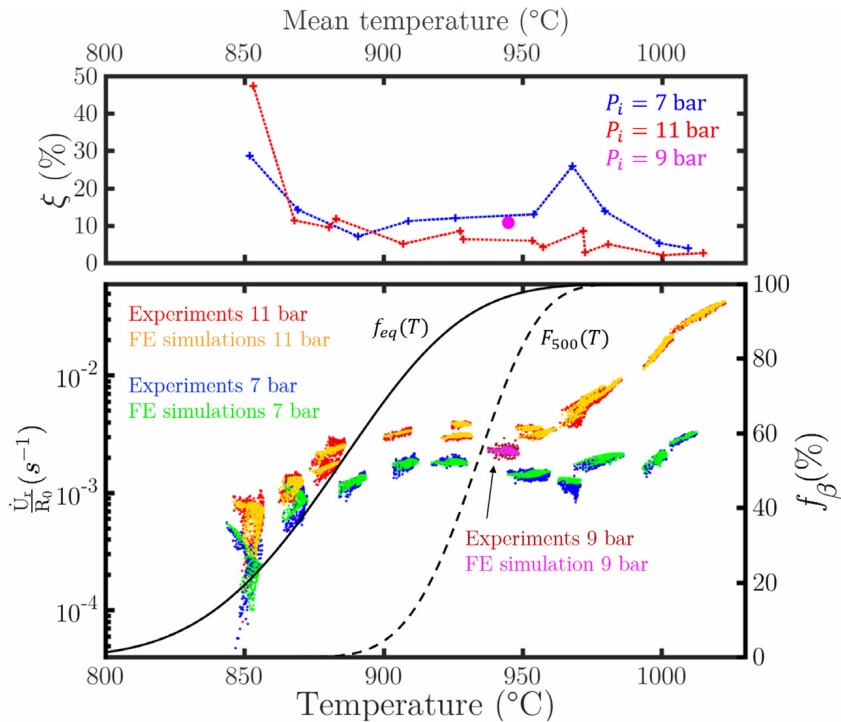 Mean temperature (°C)
800 850 900 950 1000
50
40
30
20
10
0
ξ (%)
P_i = 7 bar
P_i = 11 bar
P_i = 9 bar
Experiments 11 bar
FE simulations 11 bar
Experiments 7 bar
FE simulations 7 bar
f_eq(T)
F_500(T)
Experiments 9 bar
FE simulation 9 bar
10^-2
10^-3
10^-4
U̇_L/R_0 (s^-1)
100
80
60
40
20
0
f_β(%)
800 850 900 950 1000
Temperature (°C)